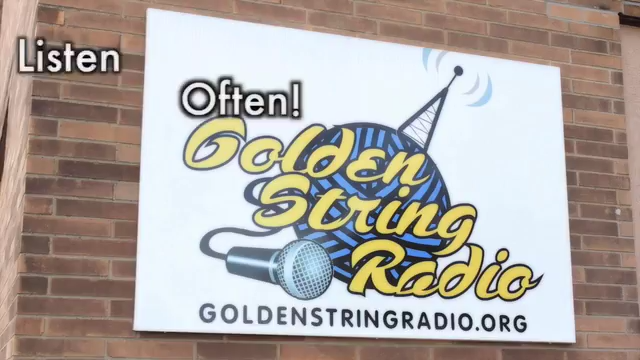 Listen
Often!
Golden
String
Radio
GOLDENSTRINGRADIO.ORG